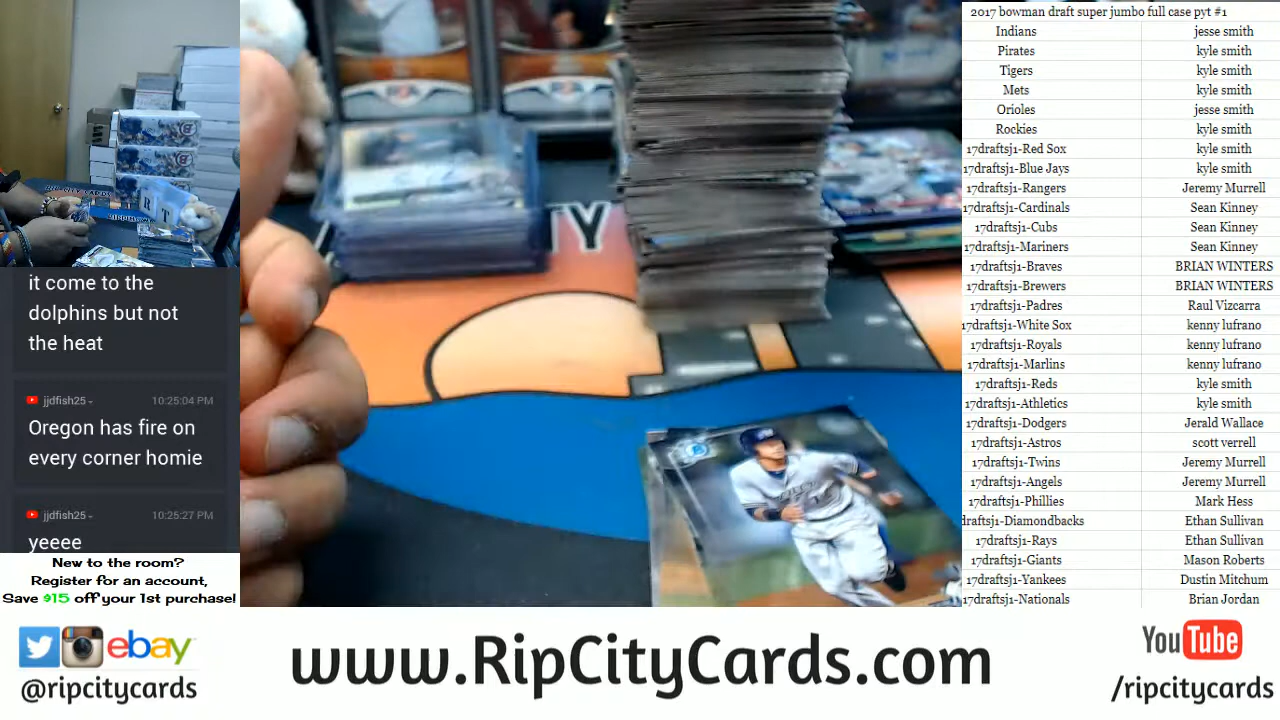 it come to the
dolphins but not
the heat
jjdfish25
10:25:04 PM
Oregon has fire on
every corner homie
jjdfish25
10:25:27 PM
yeeee
New to the room?
Register for an account,
Save $15 off your 1st purchase!
TY
2017 bowman draft super jumbo full case pyt #1
Indians jesse smith
Pirates kyle smith
Tigers kyle smith
Mets kyle smith
Orioles jesse smith
Rockies kyle smith
17draftsj1-Red Sox kyle smith
17draftsj1-Blue Jays kyle smith
17draftsj1-Rangers Jeremy Murrell
17draftsj1-Cardinals Sean Kinney
17draftsj1-Cubs Sean Kinney
17draftsj1-Mariners Sean Kinney
17draftsj1-Braves BRIAN WINTERS
17draftsj1-Brewers BRIAN WINTERS
17draftsj1-Padres Raul Vizcarra
17draftsj1-White Sox kenny lufrano
17draftsj1-Royals kenny lufrano
17draftsj1-Marlins kenny lufrano
17draftsj1-Reds kyle smith
17draftsj1-Athletics kyle smith
17draftsj1-Dodgers Jerald Wallace
17draftsj1-Astros scott verrell
17draftsj1-Twins Jeremy Murrell
17draftsj1-Angels Jeremy Murrell
17draftsj1-Phillies Mark Hess
draftsj1-Diamondbacks Ethan Sullivan
17draftsj1-Rays Ethan Sullivan
17draftsj1-Giants Mason Roberts
17draftsj1-Yankees Dustin Mitchum
17draftsj1-Nationals Brian Jordan
ebay
@ripcitycards
www.RipCityCards.com
YouTube
/ripcitycards